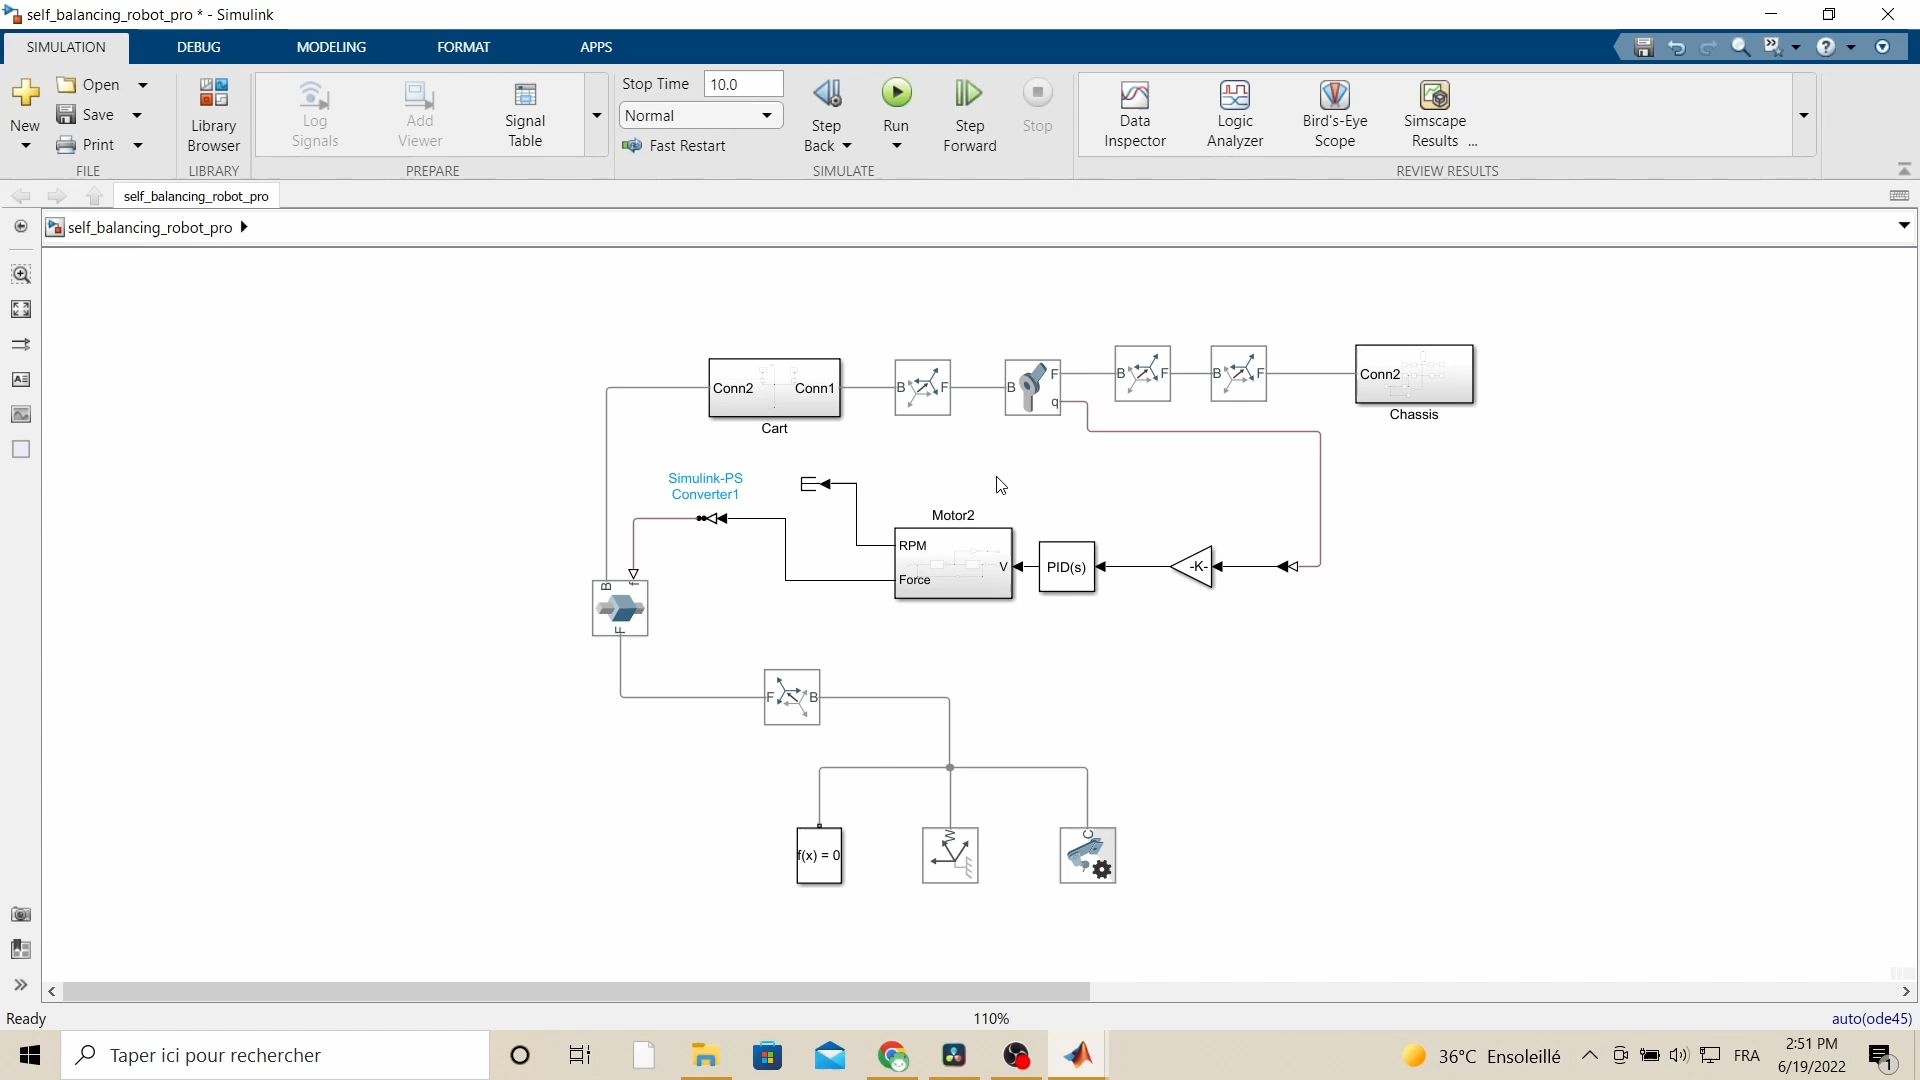 self_balancing_robot_pro * - Simulink
SIMULATION DEBUG MODELING FORMAT APPS
New
Open
Save
Print
FILE
Library
Browser
LIBRARY
Log
Signals
Add
Viewer
Signal
Table
PREPARE
Stop Time 10.0
Normal
Fast Restart
Step
Back
Run
Step
Forward
Stop
SIMULATE
Data
Inspector
Logic
Analyzer
Bird's-Eye
Scope
Simscape
Results ...
REVIEW RESULTS
self_balancing_robot_pro
self_balancing_robot_pro
Conn2 Conn1
Cart
B F
B F q
B F
B F
Conn2
Chassis
Simulink-PS
Converter1
Motor2
RPM
Force
V
PID(s)
-K-
B f
F
F B
f(x) = 0
W
C
Ready
110%
auto(ode45)
Taper ici pour rechercher
36°C Ensoleillé
FRA
2:51 PM
6/19/2022
1